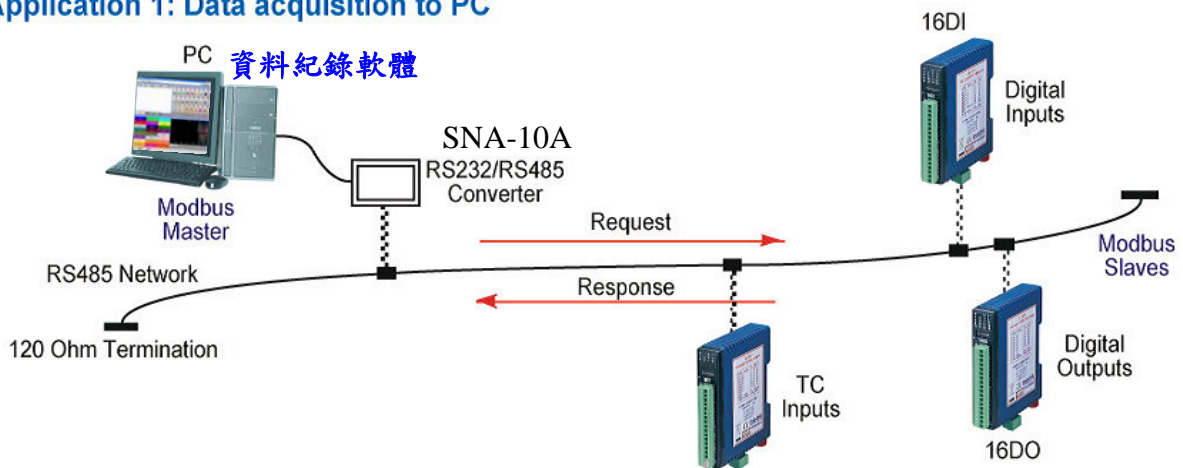 Application 1: Data acquisition to PC
16DI
PC
資料紀錄軟體
Digital
Inputs
SNA-10A
RS232/RS485
Converter
Modbus
Master
Request
Modbus
Slaves
RS485 Network
Response
120 Ohm Termination
TC
Inputs
Digital
Outputs
16DO